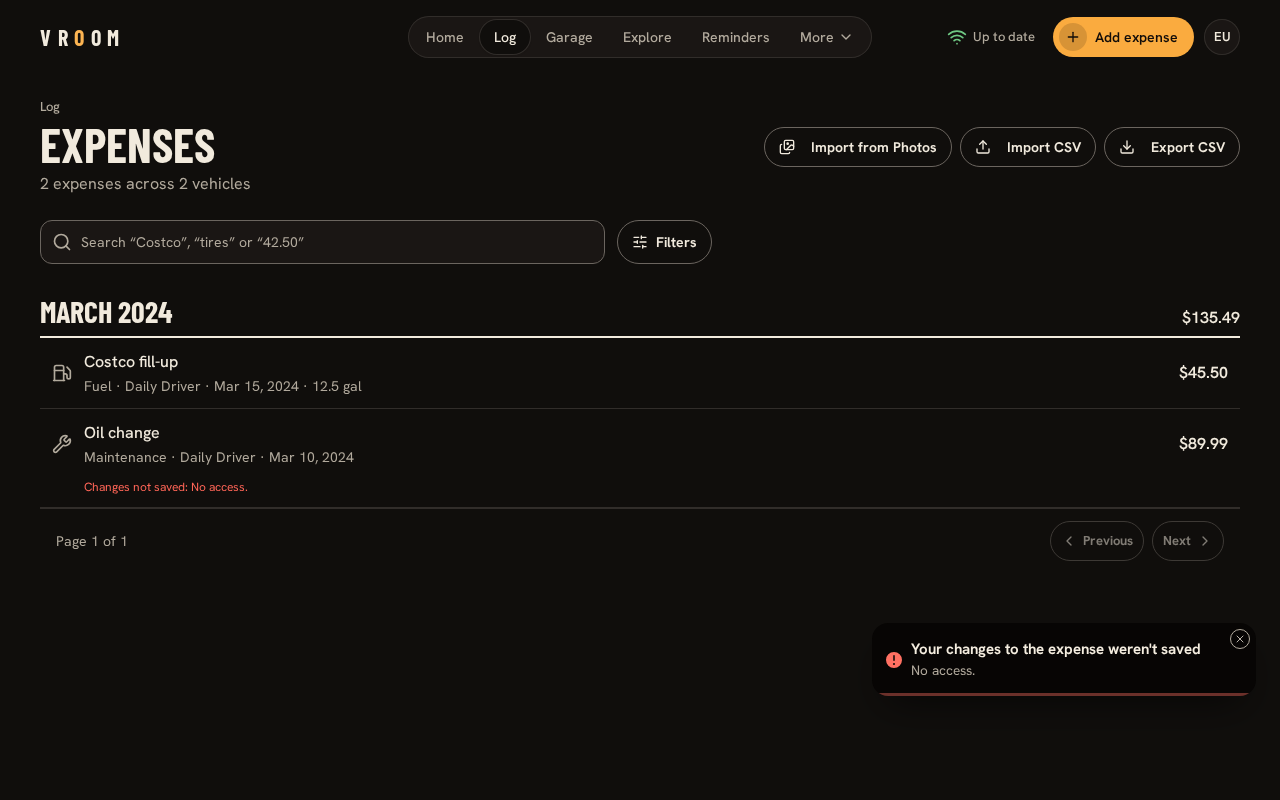 VROOM
Home
Log
Garage
Explore
Reminders
More
Up to date
Add expense
EU
Log
EXPENSES
2 expenses across 2 vehicles
Import from Photos
Import CSV
Export CSV
Search “Costco”, “tires” or “42.50”
Filters
MARCH 2024
$135.49
Costco fill-up
Fuel · Daily Driver · Mar 15, 2024 · 12.5 gal
$45.50
Oil change
Maintenance · Daily Driver · Mar 10, 2024
$89.99
Changes not saved: No access.
Page 1 of 1
Previous
Next
Your changes to the expense weren't saved
No access.